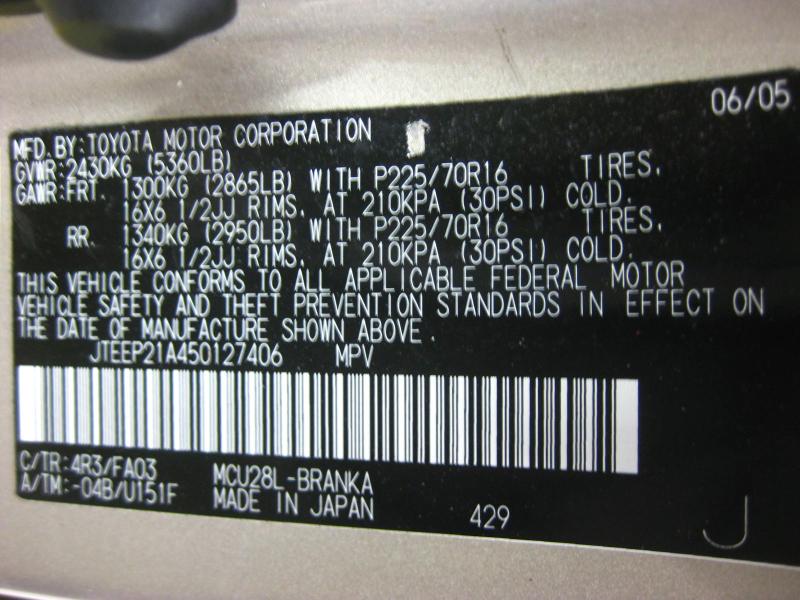 06/05
MFD. BY: TOYOTA MOTOR CORPORATION
GVWR: 2430KG (5360LB)
GAWR: FRT. 1300KG (2865LB) WITH P225/70R16 TIRES.
16X6 1/2JJ RIMS. AT 210KPA (30PSI) COLD.
RR. 1340KG (2950LB) WITH P225/70R16 TIRES.
16X6 1/2JJ RIMS. AT 210KPA (30PSI) COLD.
THIS VEHICLE CONFORMS TO ALL APPLICABLE FEDERAL MOTOR
VEHICLE SAFETY AND THEFT PREVENTION STANDARDS IN EFFECT ON
THE DATE OF MANUFACTURE SHOWN ABOVE.
JTEEP21A450127406 MPV
C/TR: 4R3/FA03 MCU28L-BRANKA
A/TM: -04B/U151F MADE IN JAPAN 429 J